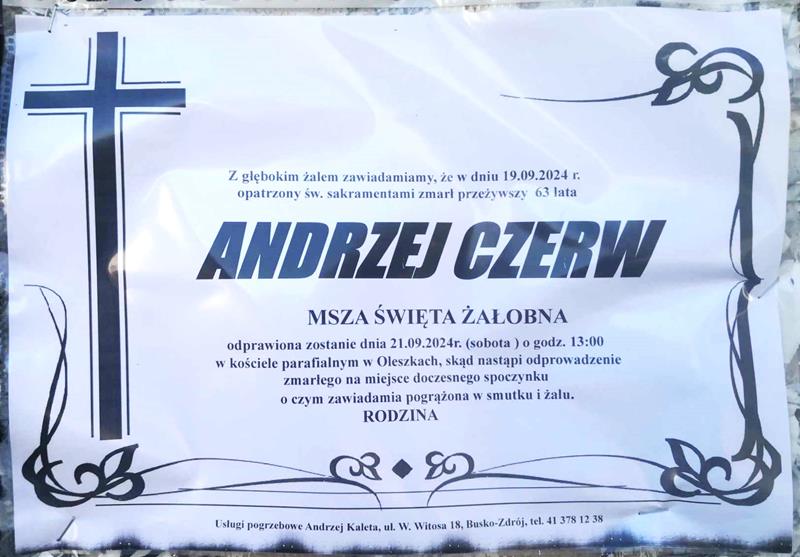 Z głębokim żalem zawiadamiamy, że w dniu 19.09.2024 r.
opatrzony św. sakramentami zmarł przeżywszy 63 lata
ANDRZEJ CZERW
MSZA ŚWIĘTA ŻAŁOBNA
odprawiona zostanie dnia 21.09.2024r. (sobota ) o godz. 13:00
w kościele parafialnym w Oleszkach, skąd nastąpi odprowadzenie
zmarłego na miejsce doczesnego spoczynku
o czym zawiadamia pogrążona w smutku i żalu.
RODZINA
Usługi pogrzebowe Andrzej Kaleta, ul. W. Witosa 18, Busko-Zdrój, tel. 41 378 12 38